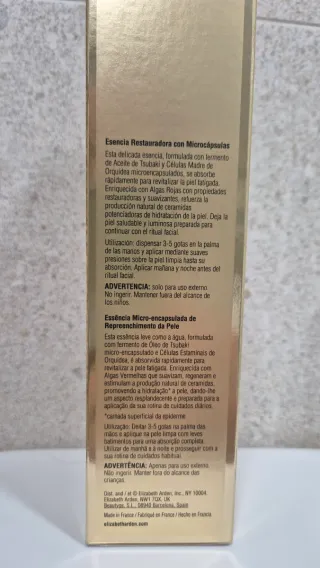 Esencia Restauradora con Microcápsulas
Esta delicada esencia, formulada con fermento
de Aceite de Tsubaki y Células Madre de
Orquídea microencapsulados, se absorbe
rápidamente para revitalizar la piel fatigada.
Enriquecida con Algas Rojas con propiedades
restauradoras y suavizantes, refuerza la
producción natural de ceramidas
potenciadoras de hidratación de la piel. Deja la
piel saludable y luminosa preparada para
continuar con el ritual facial.
Utilización: dispensar 3-5 gotas en la palma
de las manos y aplicar mediante suaves
presiones sobre la piel limpia hasta su
absorción. Aplicar mañana y noche antes del
ritual facial.
ADVERTENCIA: solo para uso externo.
No ingerir. Mantener fuera del alcance de
los niños.
Essência Micro-encapsulada de
Repreenchimento da Pele
Esta essência leve como a água, formulada
com fermento de Óleo de Tsubaki
micro-encapsulado e Células Estaminais de
Orquídea, é absorvida rapidamente para
revitalizar a pele fatigada. Enriquecida com
Algas Vermelhas que suavizam, regeneram e
estimulam a produção natural de ceramidas,
promovendo a hidratação* a pele, dando-lhe
um aspecto resplandecente e preparada para a
aplicação da sua rotina de cuidados diários.
*camada superficial da epiderme
Utilização: Deitar 3-5 gotas na palma das
mãos e aplique na pele limpa com leves
batimentos para uma absorção completa.
Utilize de manhã e à noite e prosseguir com a
sua rotina de cuidados habitual.
ADVERTÊNCIA: Apenas para uso externo.
Não ingerir. Manter fora do alcance das
crianças.
Dist. and / et © Elizabeth Arden, Inc., NY 10004,
Elizabeth Arden, NW1 7QX, UK
Beautyge, S.L., 08940 Barcelona, Spain
Made in France / Fabriqué en France / Hecho en Francia
elizabetharden.com